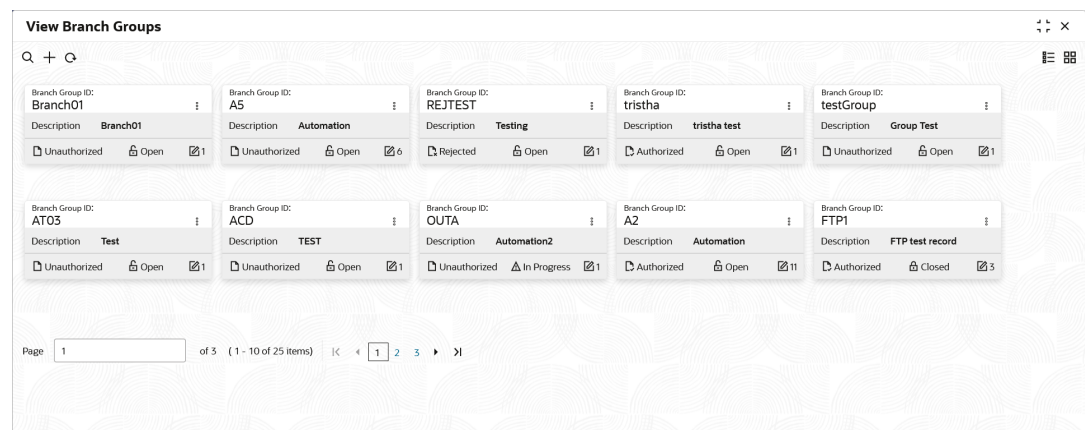 View Branch Groups
Branch Group ID:
Branch01
Description Branch01
Unauthorized Open 1
Branch Group ID:
A5
Description Automation
Unauthorized Open 6
Branch Group ID:
REJTEST
Description Testing
Rejected Open 1
Branch Group ID:
tristha
Description tristha test
Authorized Open 1
Branch Group ID:
testGroup
Description Group Test
Unauthorized Open 1
Branch Group ID:
AT03
Description Test
Unauthorized Open 1
Branch Group ID:
ACD
Description TEST
Unauthorized Open 1
Branch Group ID:
OUTA
Description Automation2
Unauthorized In Progress 1
Branch Group ID:
A2
Description Automation
Authorized Open 11
Branch Group ID:
FTP1
Description FTP test record
Authorized Closed 3
Page 1 of 3 ( 1 - 10 of 25 items) 1 2 3